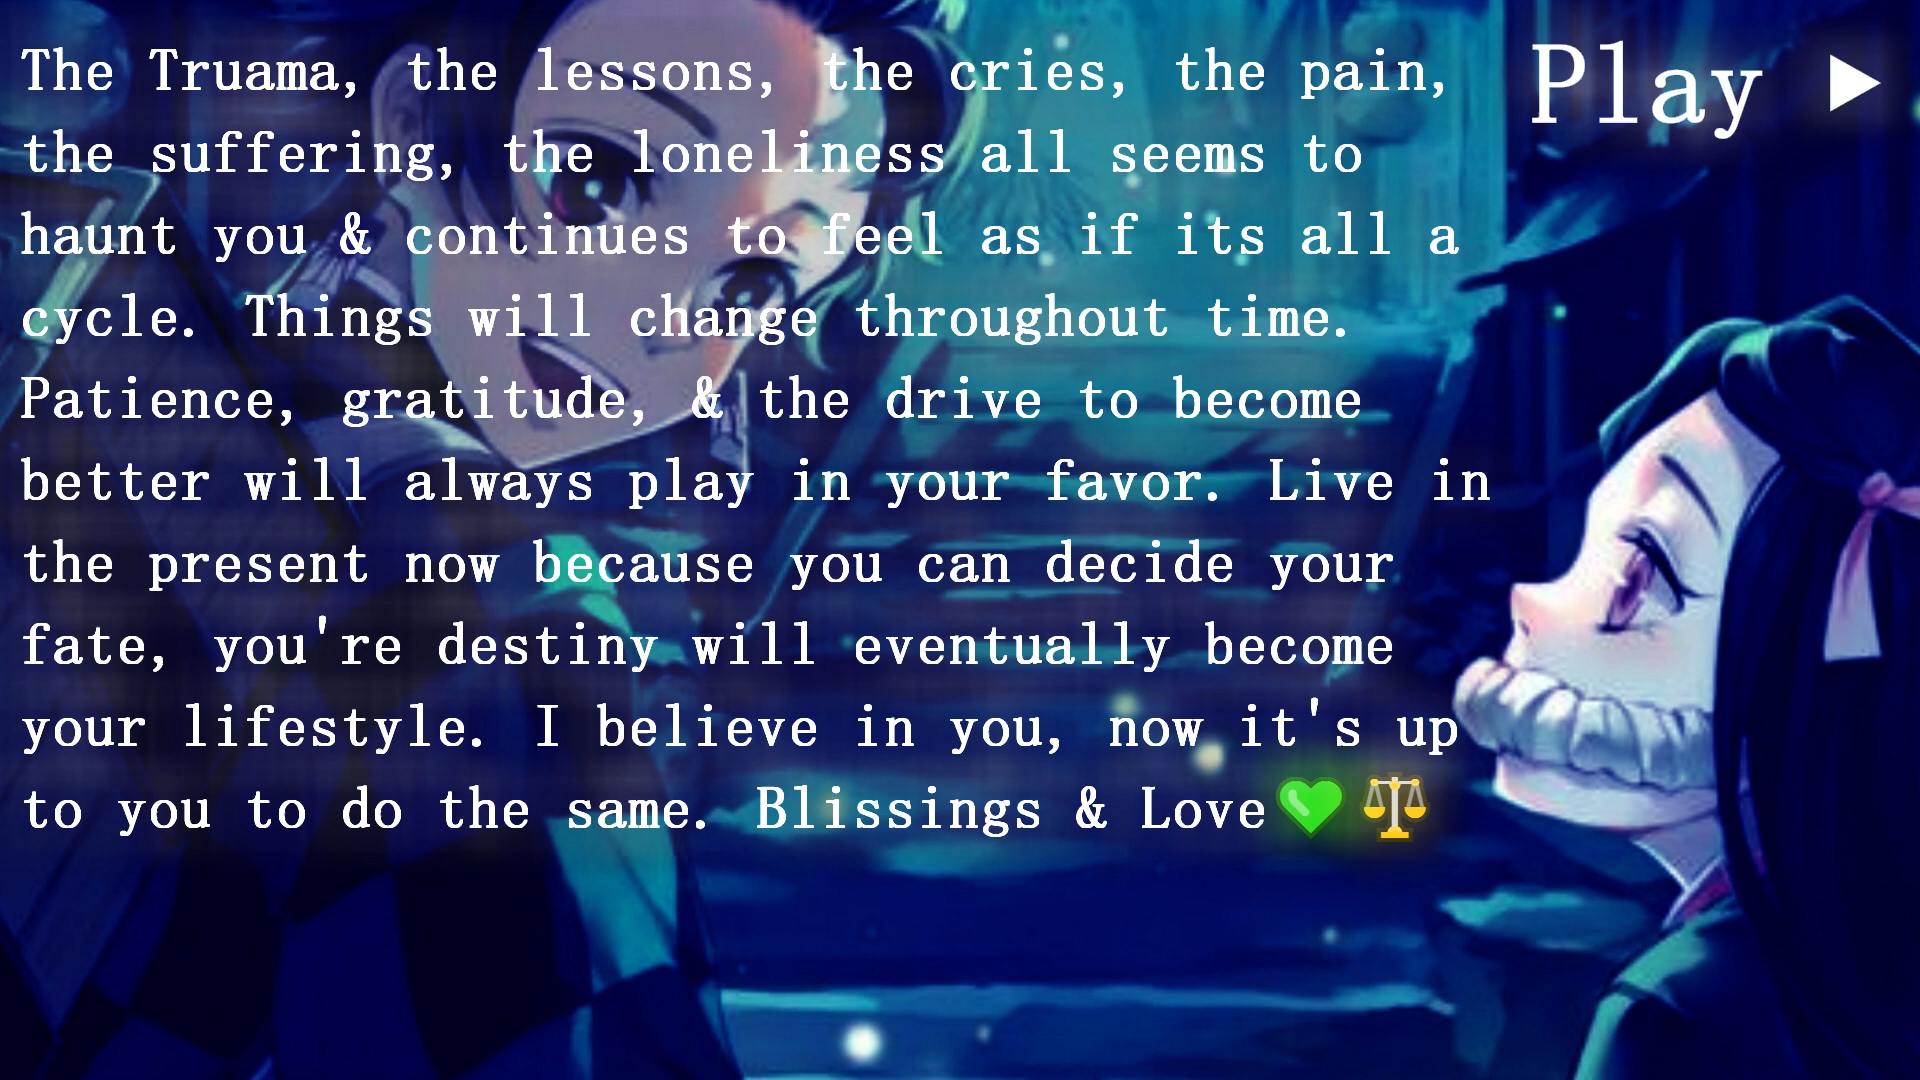 The Truama, the lessons, the cries, the pain,
the suffering, the loneliness all seems to
haunt you & continues to feel as if its all a
cycle. Things will change throughout time.
Patience, gratitude, & the drive to become
better will always play in your favor. Live in
the present now because you can decide your
fate, you're destiny will eventually become
your lifestyle. I believe in you, now it's up
to you to do the same. Blissings & Love💚⚖️
Play ▶